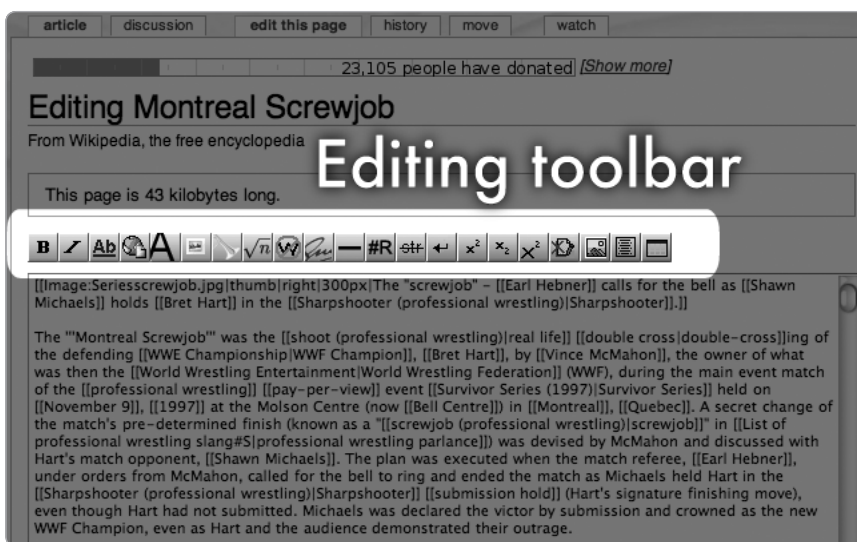 article discussion edit this page history move watch
23,105 people have donated [Show more]
Editing Montreal Screwjob
From Wikipedia, the free encyclopedia
Editing toolbar
This page is 43 kilobytes long.
B I Ab A √n W — #R str ↵ x² x₂ x²
[[Image:Seriesscrewjob.jpg|thumb|right|300px|The "screwjob" – [[Earl Hebner]] calls for the bell as [[Shawn
Michaels]] holds [[Bret Hart]] in the [[Sharpshooter (professional wrestling)|Sharpshooter]].]]
The '''Montreal Screwjob''' was the [[shoot (professional wrestling)|real life]] [[double cross|double-cross]]ing of
the defending [[WWE Championship|WWF Champion]], [[Bret Hart]], by [[Vince McMahon]], the owner of what
was then the [[World Wrestling Entertainment|World Wrestling Federation]] (WWF), during the main event match
of the [[professional wrestling]] [[pay-per-view]] event [[Survivor Series (1997)|Survivor Series]] held on
[[November 9]], [[1997]] at the Molson Centre (now [[Bell Centre]]) in [[Montreal]], [[Quebec]]. A secret change of
the match's pre-determined finish (known as a "[[screwjob (professional wrestling)|screwjob]]" in [[List of
professional wrestling slang#S|professional wrestling parlance]]) was devised by McMahon and discussed with
Hart's match opponent, [[Shawn Michaels]]. The plan was executed when the match referee, [[Earl Hebner]],
under orders from McMahon, called for the bell to ring and ended the match as Michaels held Hart in the
[[Sharpshooter (professional wrestling)|Sharpshooter]] [[submission hold]] (Hart's signature finishing move),
even though Hart had not submitted. Michaels was declared the victor by submission and crowned as the new
WWF Champion, even as Hart and the audience demonstrated their outrage.